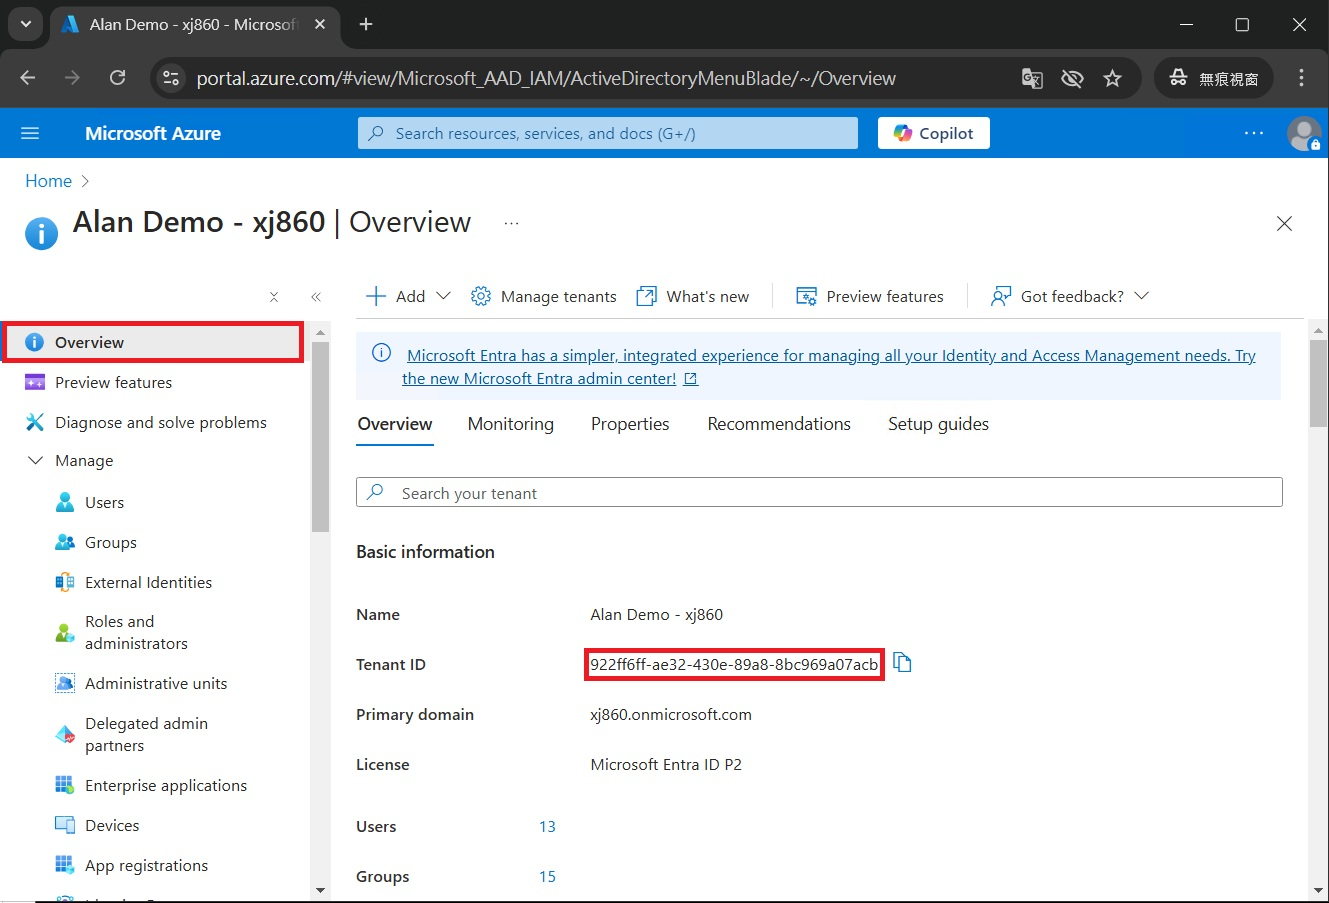 Alan Demo - xj860 - Microsoft
portal.azure.com/#view/Microsoft_AAD_IAM/ActiveDirectoryMenuBlade/~/Overview
無痕視窗
Microsoft Azure
Search resources, services, and docs (G+/)
Copilot
Home
Alan Demo - xj860 | Overview
Add
Manage tenants
What's new
Preview features
Got feedback?
Overview
Preview features
Diagnose and solve problems
Manage
Users
Groups
External Identities
Roles and
administrators
Administrative units
Delegated admin
partners
Enterprise applications
Devices
App registrations
Microsoft Entra has a simpler, integrated experience for managing all your Identity and Access Management needs. Try
the new Microsoft Entra admin center!
Overview
Monitoring
Properties
Recommendations
Setup guides
Search your tenant
Basic information
Name
Alan Demo - xj860
Tenant ID
922ff6ff-ae32-430e-89a8-8bc969a07acb
Primary domain
xj860.onmicrosoft.com
License
Microsoft Entra ID P2
Users
13
Groups
15